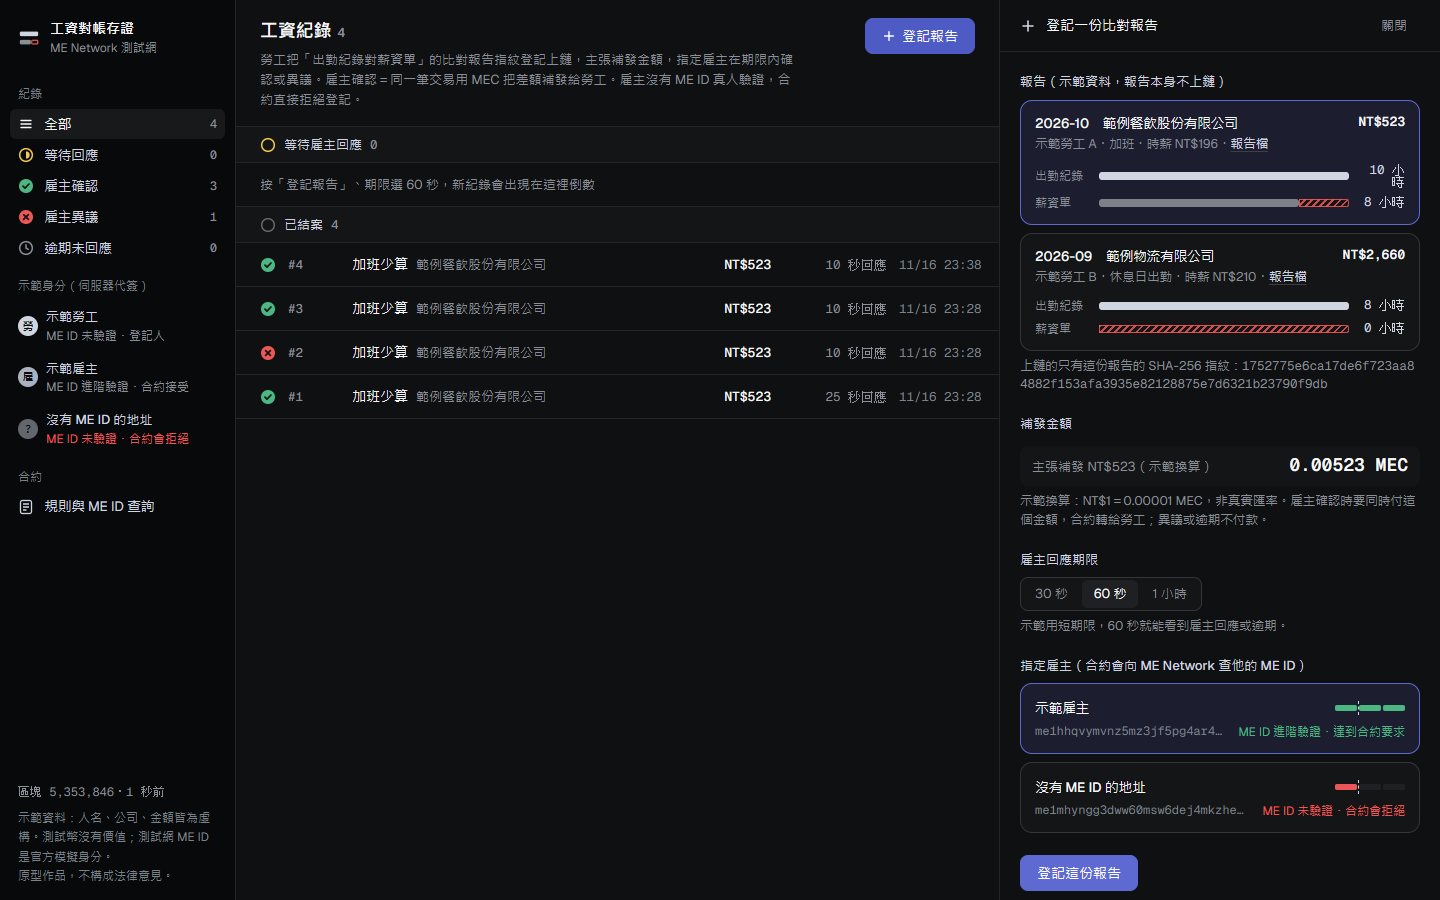 工資對帳存證
ME Network 測試網
紀錄
全部 4
等待回應 0
雇主確認 3
雇主異議 1
逾期未回應 0
示範身分（伺服器代簽）
勞 示範勞工
ME ID 未驗證・登記人
雇 示範雇主
ME ID 進階驗證・合約接受
? 沒有 ME ID 的地址
ME ID 未驗證・合約會拒絕
合約
規則與 ME ID 查詢
區塊 5,353,846・1 秒前
示範資料：人名、公司、金額皆為虛
構。測試幣沒有價值；測試網 ME ID
是官方模擬身分。
原型作品，不構成法律意見。
工資紀錄 4
登記報告
勞工把「出勤紀錄對薪資單」的比對報告指紋登記上鏈，主張補發金額，指定雇主在期限內確
認或異議。雇主確認＝同一筆交易用 MEC 把差額補發給勞工。雇主沒有 ME ID 真人驗證，合
約直接拒絕登記。
等待雇主回應 0
按「登記報告」、期限選 60 秒，新紀錄會出現在這裡倒數
已結案 4
#4 加班少算 範例餐飲股份有限公司 NT$523 10 秒回應 11/16 23:38
#3 加班少算 範例餐飲股份有限公司 NT$523 10 秒回應 11/16 23:28
#2 加班少算 範例餐飲股份有限公司 NT$523 10 秒回應 11/16 23:28
#1 加班少算 範例餐飲股份有限公司 NT$523 25 秒回應 11/16 23:28
登記一份比對報告 關閉
報告（示範資料，報告本身不上鏈）
2026-10 範例餐飲股份有限公司 NT$523
示範勞工 A・加班・時薪 NT$196・報告檔
出勤紀錄 10 小
時
薪資單 8 小時
2026-09 範例物流有限公司 NT$2,660
示範勞工 B・休息日出勤・時薪 NT$210・報告檔
出勤紀錄 8 小時
薪資單 0 小時
上鏈的只有這份報告的 SHA-256 指紋：1752775e6ca17de6f723aa8
4882f153afa3935e82128875e7d6321b23790f9db
補發金額
主張補發 NT$523（示範換算） 0.00523 MEC
示範換算：NT$1＝0.00001 MEC，非真實匯率。雇主確認時要同時付這
個金額，合約轉給勞工；異議或逾期不付款。
雇主回應期限
30 秒 60 秒 1 小時
示範用短期限，60 秒就能看到雇主回應或逾期。
指定雇主（合約會向 ME Network 查他的 ME ID）
示範雇主
me1hhqvymvnz5mz3jf5pg4ar4… ME ID 進階驗證・達到合約要求
沒有 ME ID 的地址
me1mhyngg3dww60msw6dej4mkzhe… ME ID 未驗證・合約會拒絕
登記這份報告